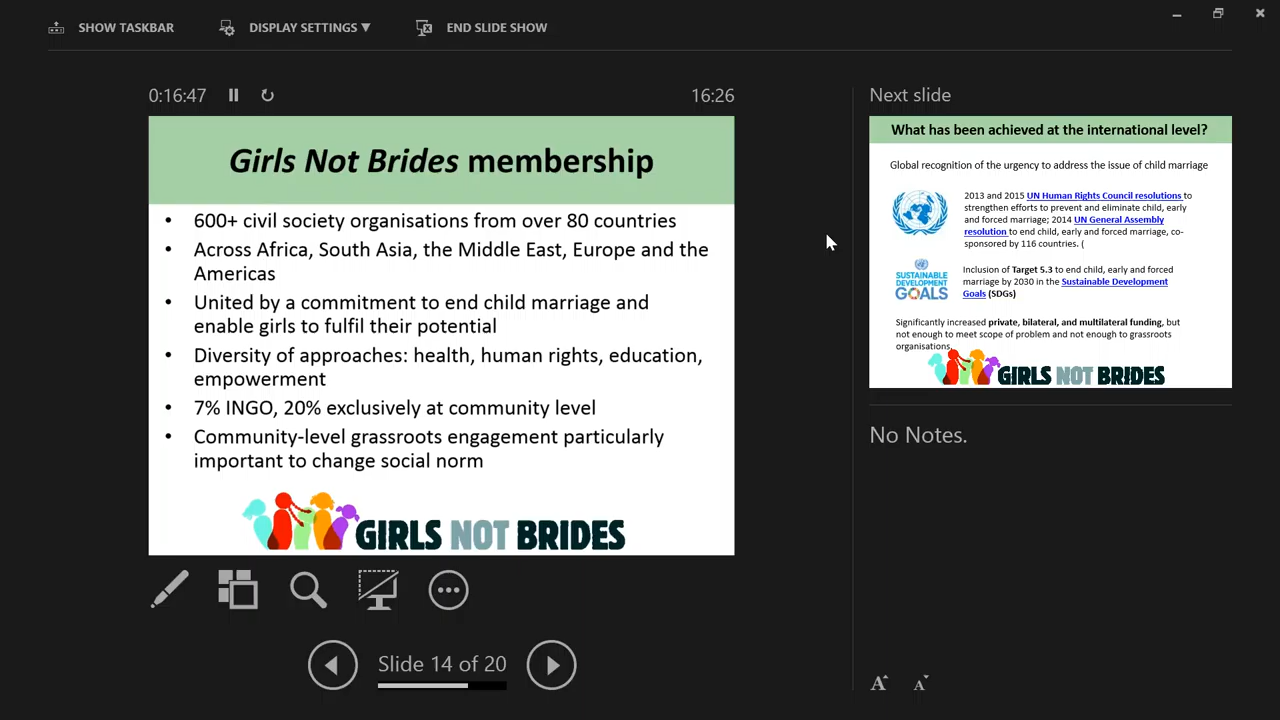 SHOW TASKBAR
DISPLAY SETTINGS ▼
END SLIDE SHOW
0:16:47
16:26
Girls Not Brides membership
• 600+ civil society organisations from over 80 countries
• Across Africa, South Asia, the Middle East, Europe and the
Americas
• United by a commitment to end child marriage and
enable girls to fulfil their potential
• Diversity of approaches: health, human rights, education,
empowerment
• 7% INGO, 20% exclusively at community level
• Community-level grassroots engagement particularly
important to change social norm
GIRLS NOT BRIDES
Slide 14 of 20
Next slide
What has been achieved at the international level?
Global recognition of the urgency to address the issue of child marriage
2013 and 2015 UN Human Rights Council resolutions to
strengthen efforts to prevent and eliminate child, early
and forced marriage; 2014 UN General Assembly
resolution to end child, early and forced marriage, co-
sponsored by 116 countries. (
SUSTAINABLE
DEVELOPMENT
GOALS
Inclusion of Target 5.3 to end child, early and forced
marriage by 2030 in the Sustainable Development
Goals (SDGs)
Significantly increased private, bilateral, and multilateral funding, but
not enough to meet scope of problem and not enough to grassroots
organisations.
GIRLS NOT BRIDES
No Notes.
A A